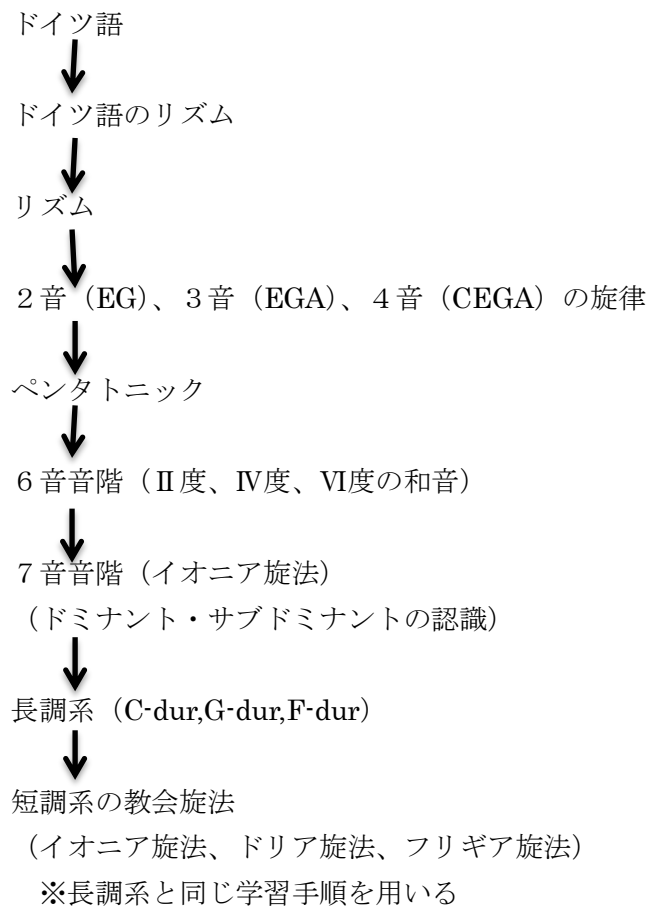 ドイツ語
ドイツ語のリズム
リズム
２音（EG）、３音（EGA）、４音（CEGA）の旋律
ペンタトニック
６音音階（Ⅱ度、Ⅳ度、Ⅵ度の和音）
７音音階（イオニア旋法）
（ドミナント・サブドミナントの認識）
長調系（C-dur,G-dur,F-dur）
短調系の教会旋法
（イオニア旋法、ドリア旋法、フリギア旋法）
※長調系と同じ学習手順を用いる